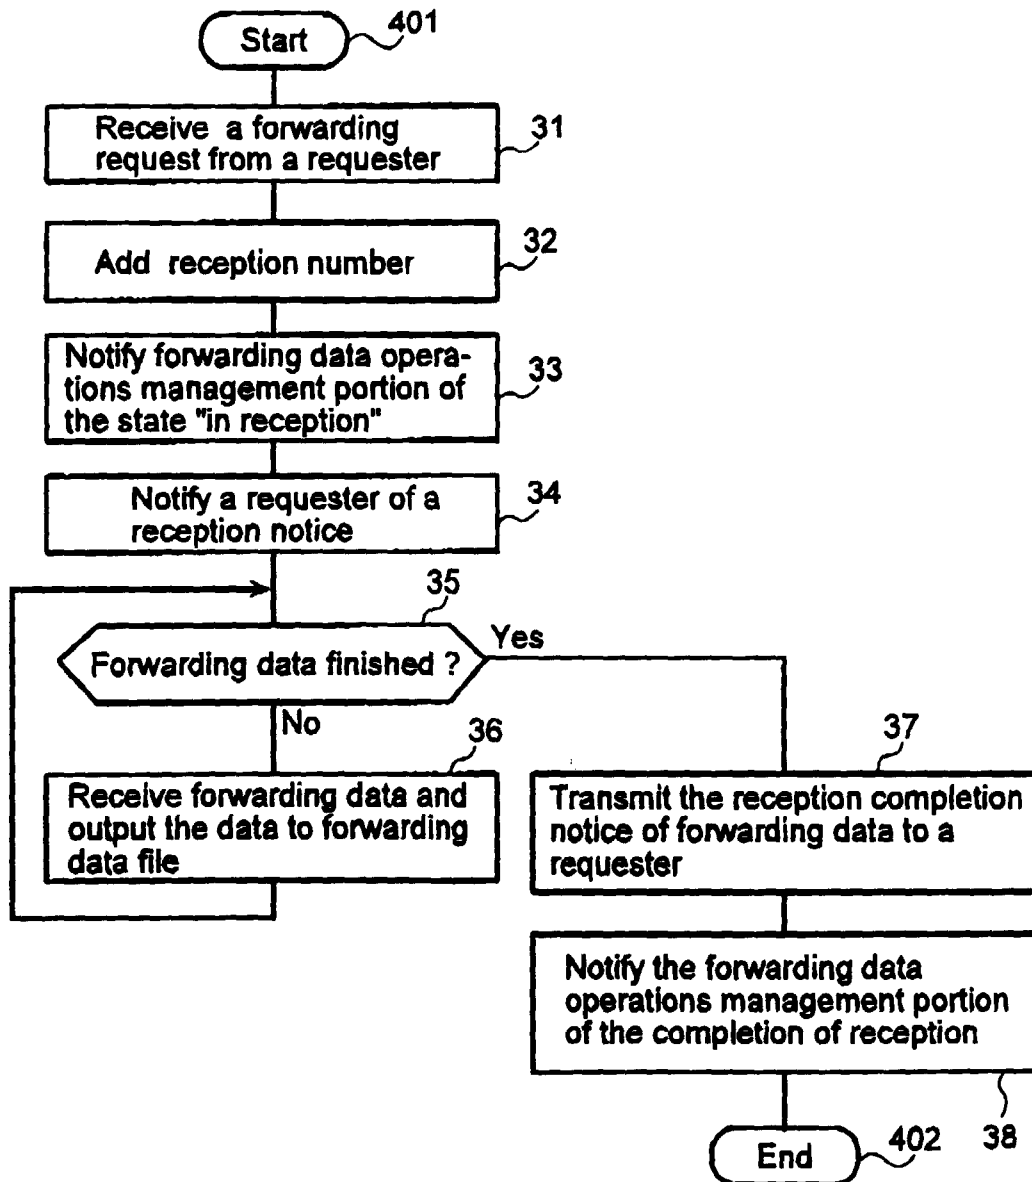 Start
401
Receive a forwarding
request from a requester
31
Add reception number
32
Notify forwarding data opera-
tions management portion of
the state "in reception"
33
Notify a requester of a
reception notice
34
35
Forwarding data finished ?
Yes
No
36
Receive forwarding data and
output the data to forwarding
data file
37
Transmit the reception completion
notice of forwarding data to a
requester
Notify the forwarding data
operations management portion
of the completion of reception
38
End
402